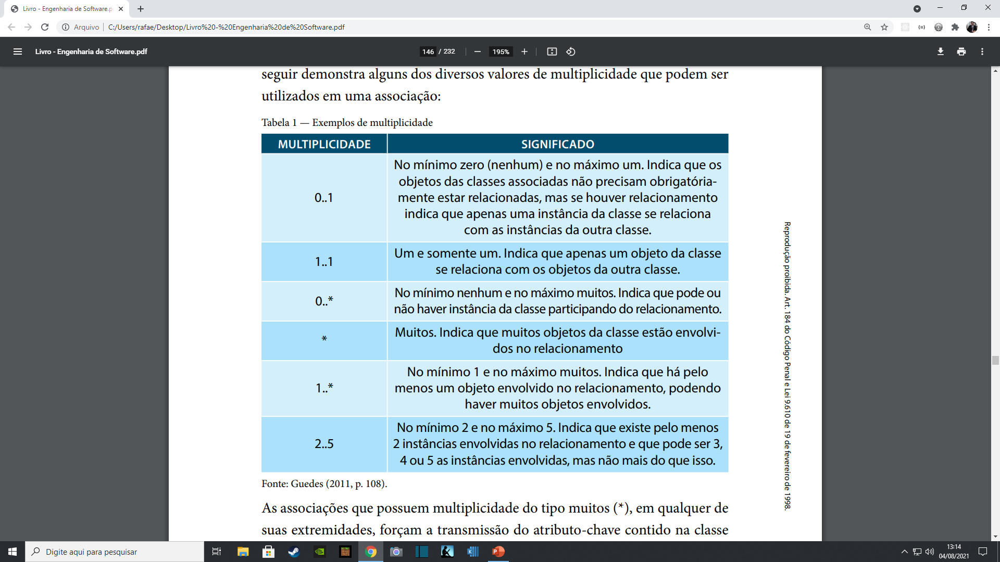 Livro - Engenharia de Software.p
Arquivo
C:/Users/rafae/Desktop/Livro%20-%20Engenharia%20de%20Software.pdf
Livro - Engenharia de Software.pdf
146 / 232
195%
seguir demonstra alguns dos diversos valores de multiplicidade que podem ser
utilizados em uma associação:
Tabela 1 — Exemplos de multiplicidade
MULTIPLICIDADE
SIGNIFICADO
0..1
No mínimo zero (nenhum) e no máximo um. Indica que os
objetos das classes associadas não precisam obrigatória-
mente estar relacionadas, mas se houver relacionamento
indica que apenas uma instância da classe se relaciona
com as instâncias da outra classe.
1..1
Um e somente um. Indica que apenas um objeto da classe
se relaciona com os objetos da outra classe.
0..*
No mínimo nenhum e no máximo muitos. Indica que pode ou
não haver instância da classe participando do relacionamento.
*
Muitos. Indica que muitos objetos da classe estão envolvi-
dos no relacionamento
1..*
No mínimo 1 e no máximo muitos. Indica que há pelo
menos um objeto envolvido no relacionamento, podendo
haver muitos objetos envolvidos.
2..5
No mínimo 2 e no máximo 5. Indica que existe pelo menos
2 instâncias envolvidas no relacionamento e que pode ser 3,
4 ou 5 as instâncias envolvidas, mas não mais do que isso.
Fonte: Guedes (2011, p. 108).
As associações que possuem multiplicidade do tipo muitos (*), em qualquer de
suas extremidades, forçam a transmissão do atributo-chave contido na classe
Reprodução proibida. Art. 184 do Código Penal e Lei 9.610 de 19 de fevereiro de 1998.
Digite aqui para pesquisar
13:14
04/08/2021